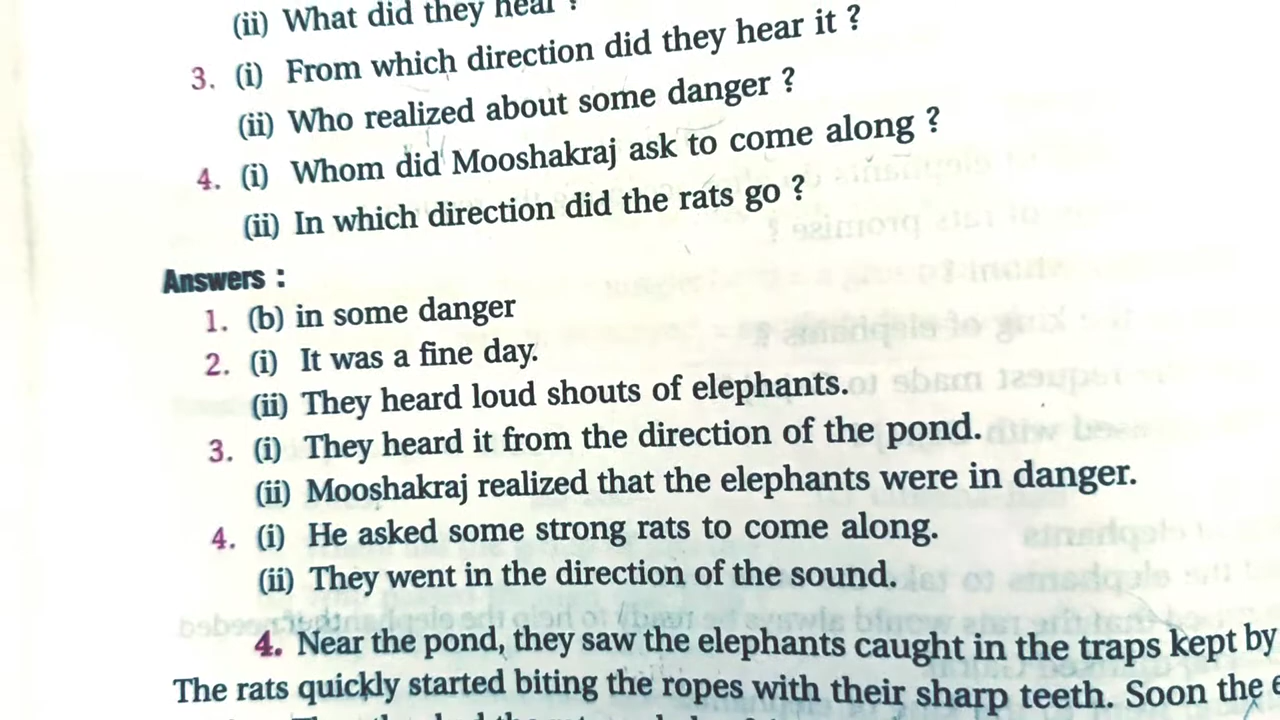 (ii) What did they hear ?
3. (i) From which direction did they hear it ?
(ii) Who realized about some danger ?
4. (i) Whom did Mooshakraj ask to come along ?
(ii) In which direction did the rats go ?
Answers :
1. (b) in some danger
2. (i) It was a fine day.
(ii) They heard loud shouts of elephants.
3. (i) They heard it from the direction of the pond.
(ii) Mooshakraj realized that the elephants were in danger.
4. (i) He asked some strong rats to come along.
(ii) They went in the direction of the sound.
4. Near the pond, they saw the elephants caught in the traps kept by
The rats quickly started biting the ropes with their sharp teeth. Soon the